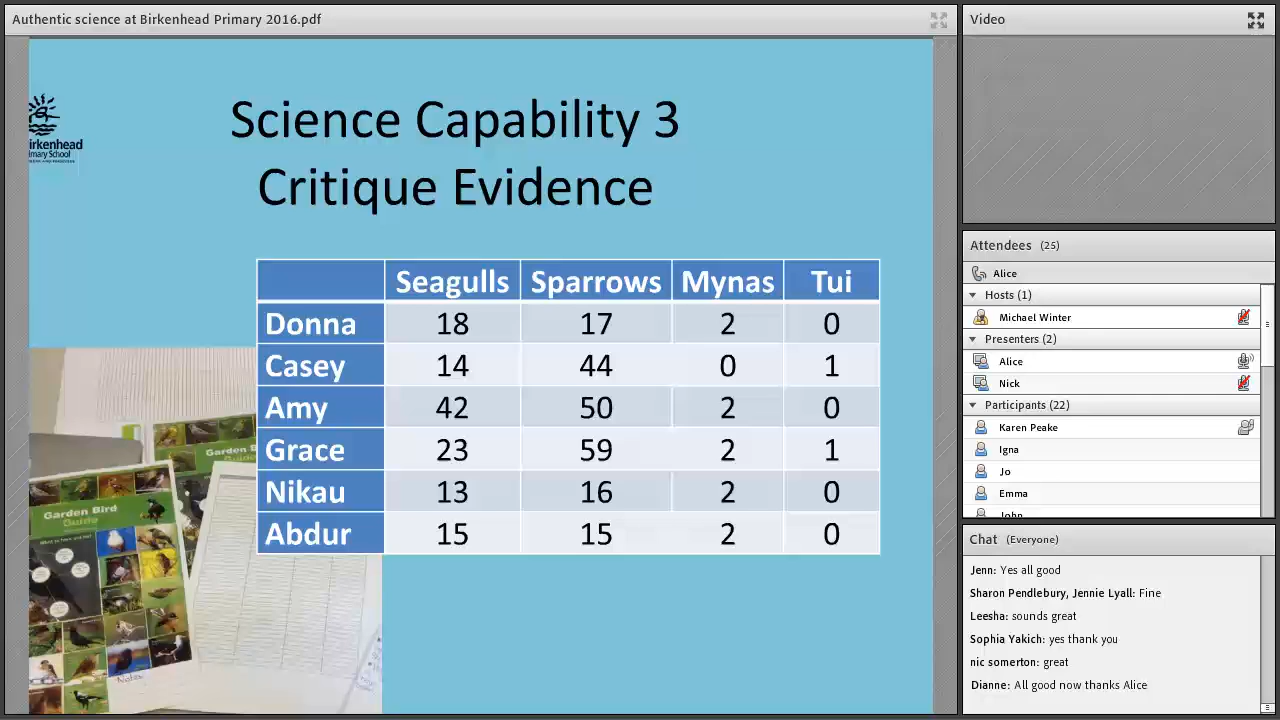 Authentic science at Birkenhead Primary 2016.pdf
irkenhead
imary School
Science Capability 3
Critique Evidence
Seagulls Sparrows Mynas Tui
Donna 18 17 2 0
Casey 14 44 0 1
Amy 42 50 2 0
Grace 23 59 2 1
Nikau 13 16 2 0
Abdur 15 15 2 0
Garden B
Garden Bird
Guide
Video
Attendees (25)
Alice
Hosts (1)
Michael Winter
Presenters (2)
Alice
Nick
Participants (22)
Karen Peake
Igna
Jo
Emma
John
Chat (Everyone)
Jenn: Yes all good
Sharon Pendlebury, Jennie Lyall: Fine
Leesha: sounds great
Sophia Yakich: yes thank you
nic somerton: great
Dianne: All good now thanks Alice